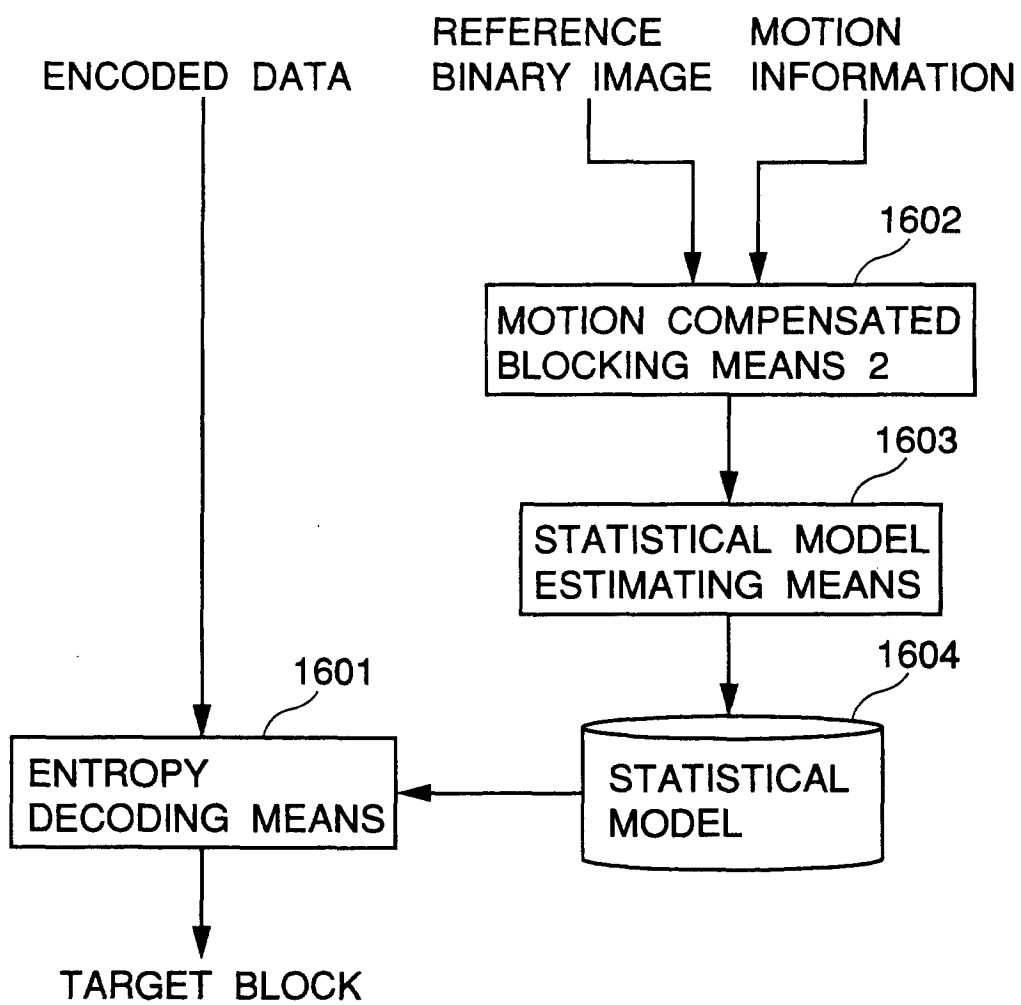 REFERENCE
BINARY IMAGE
MOTION
INFORMATION
ENCODED DATA
1602
MOTION COMPENSATED
BLOCKING MEANS 2
1603
STATISTICAL MODEL
ESTIMATING MEANS
1604
STATISTICAL
MODEL
1601
ENTROPY
DECODING MEANS
TARGET BLOCK